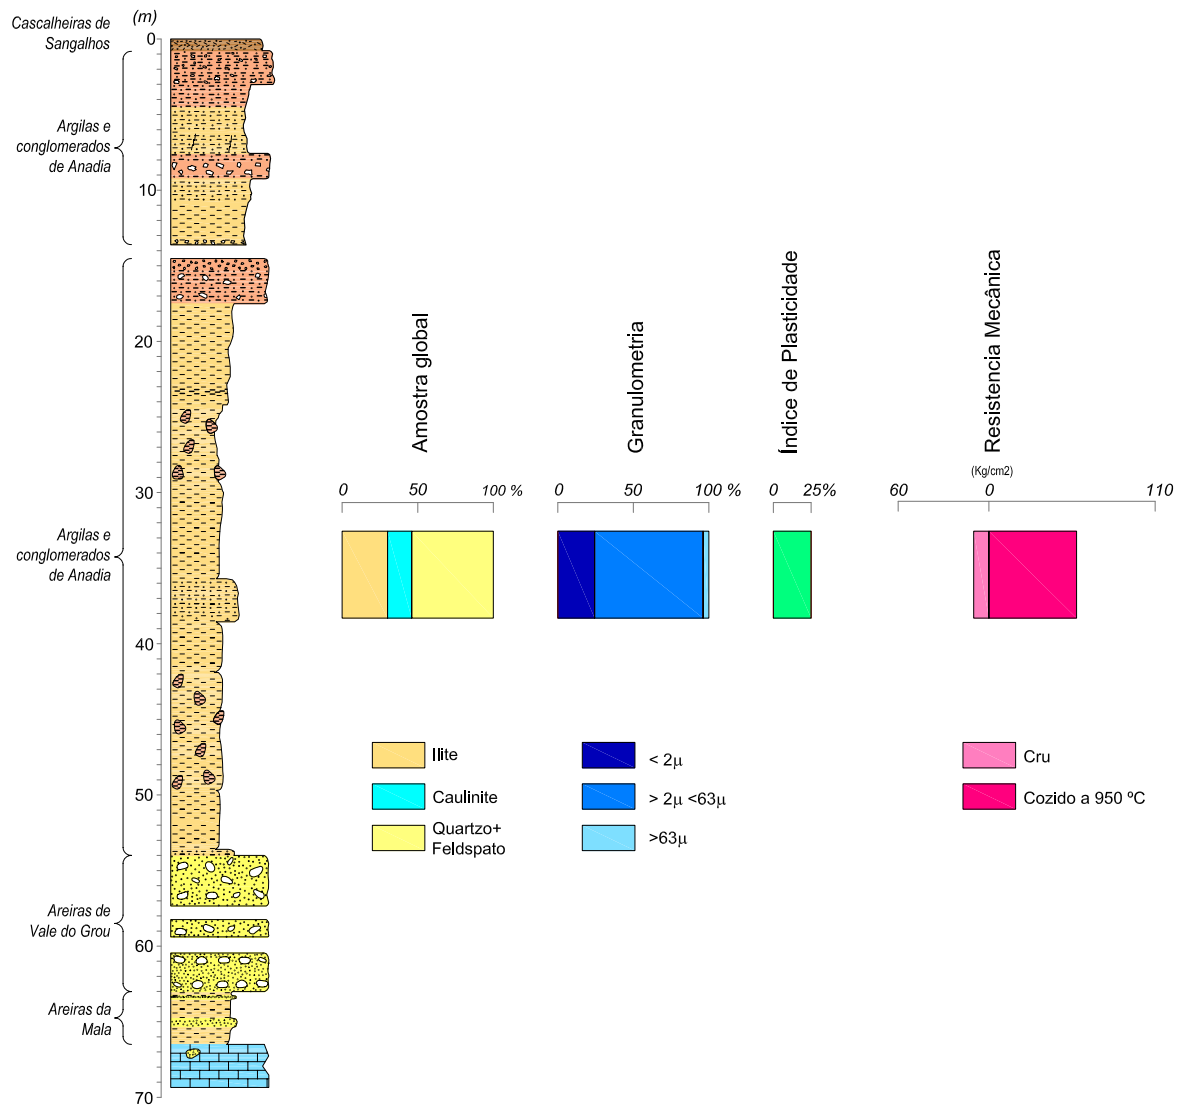 Cascalheiras de
Sangalhos
(m)
0
10
20
30
40
50
60
70
Argilas e
conglomerados
de Anadia
Argilas e
conglomerados
de Anadia
Areiras de
Vale do Grou
Areiras da
Mala
Amostra global
0 50 100 %
Granulometria
0 50 100 %
Índice de Plasticidade
0 25%
Resistencia Mecânica
(Kg/cm2)
60 0 110
Ilite
Caulinite
Quartzo+
Feldspato
< 2μ
> 2μ <63μ
>63μ
Cru
Cozido a 950 ºC